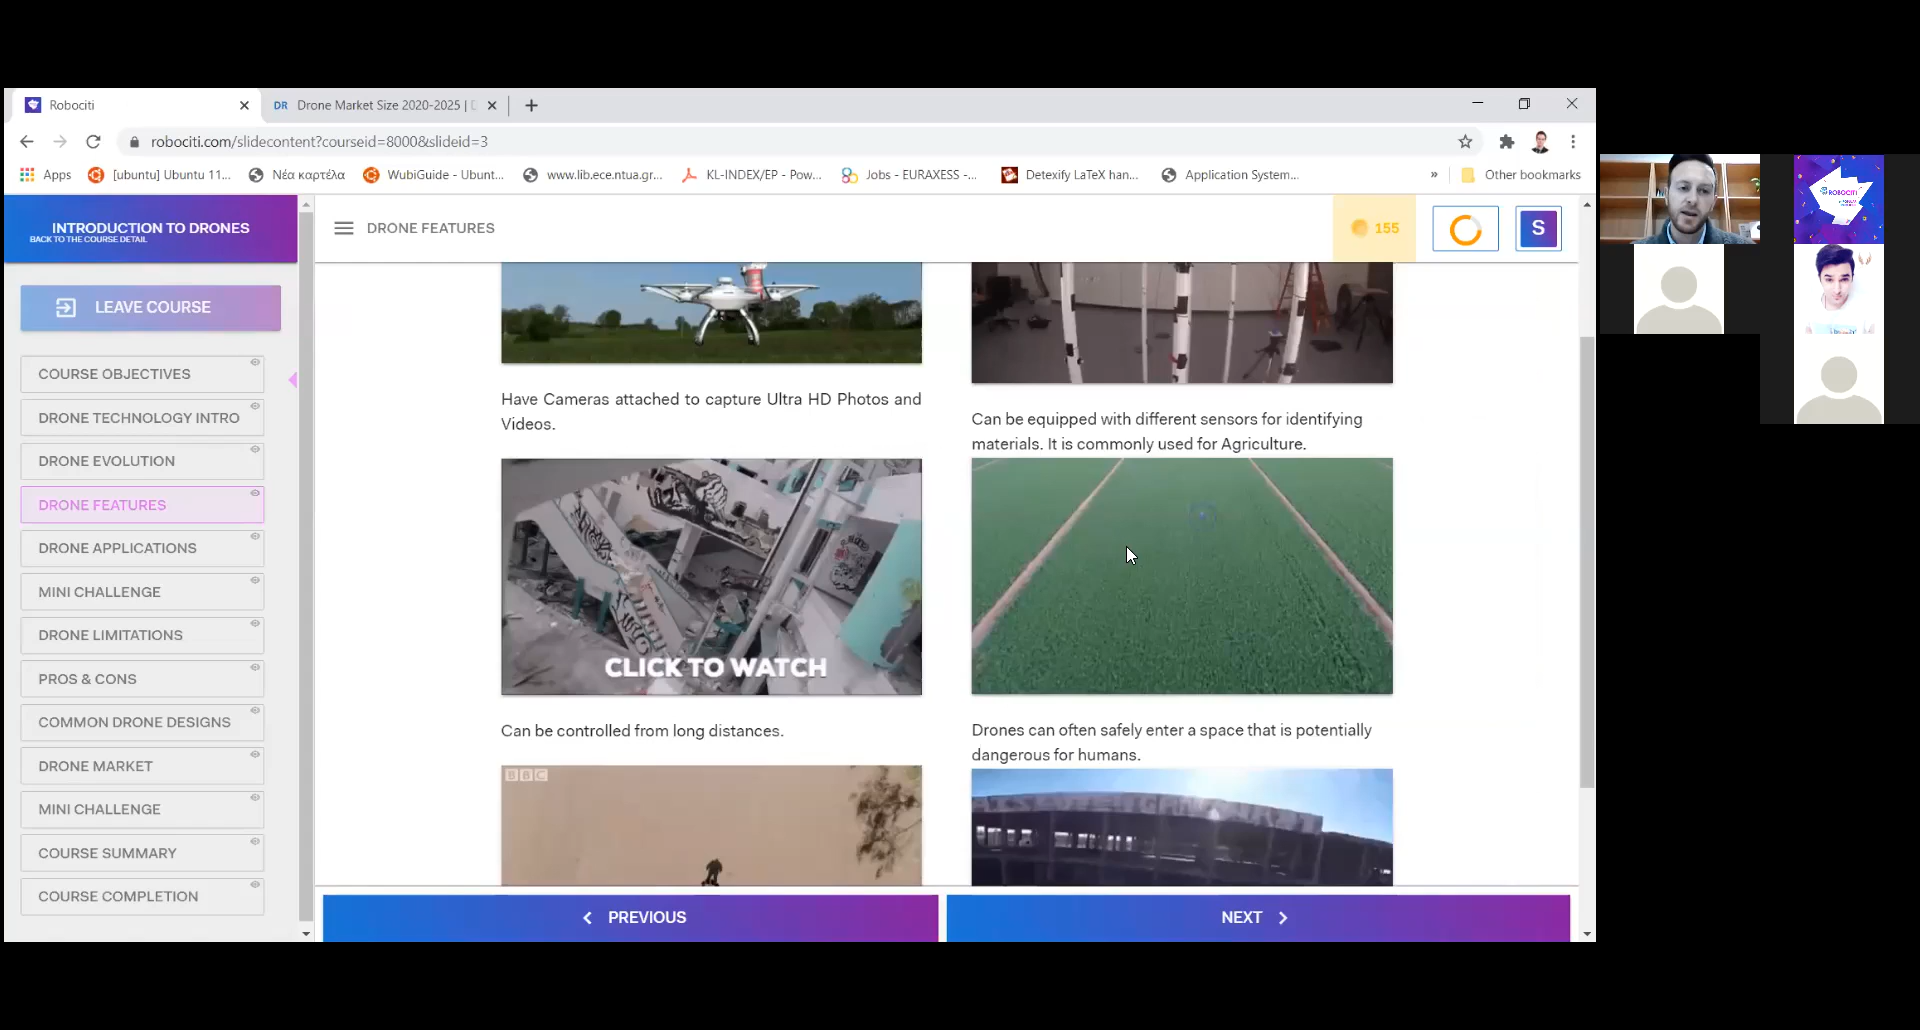 Robociti
DR Drone Market Size 2020-2025 |
robociti.com/slidecontent?courseid=8000&slideid=3
Apps
[ubuntu] Ubuntu 11...
Νέα καρτέλα
WubiGuide - Ubunt...
www.lib.ece.ntua.gr...
KL-INDEX/EP - Pow...
Jobs - EURAXESS -...
Detexify LaTeX han...
Application System...
»
Other bookmarks
INTRODUCTION TO DRONES
BACK TO THE COURSE DETAIL
LEAVE COURSE
COURSE OBJECTIVES
DRONE TECHNOLOGY INTRO
DRONE EVOLUTION
DRONE FEATURES
DRONE APPLICATIONS
MINI CHALLENGE
DRONE LIMITATIONS
PROS & CONS
COMMON DRONE DESIGNS
DRONE MARKET
MINI CHALLENGE
COURSE SUMMARY
COURSE COMPLETION
DRONE FEATURES
155
S
Have Cameras attached to capture Ultra HD Photos and
Videos.
CLICK TO WATCH
Can be controlled from long distances.
BBC
Can be equipped with different sensors for identifying
materials. It is commonly used for Agriculture.
Drones can often safely enter a space that is potentially
dangerous for humans.
PREVIOUS
NEXT
ROBOCITI